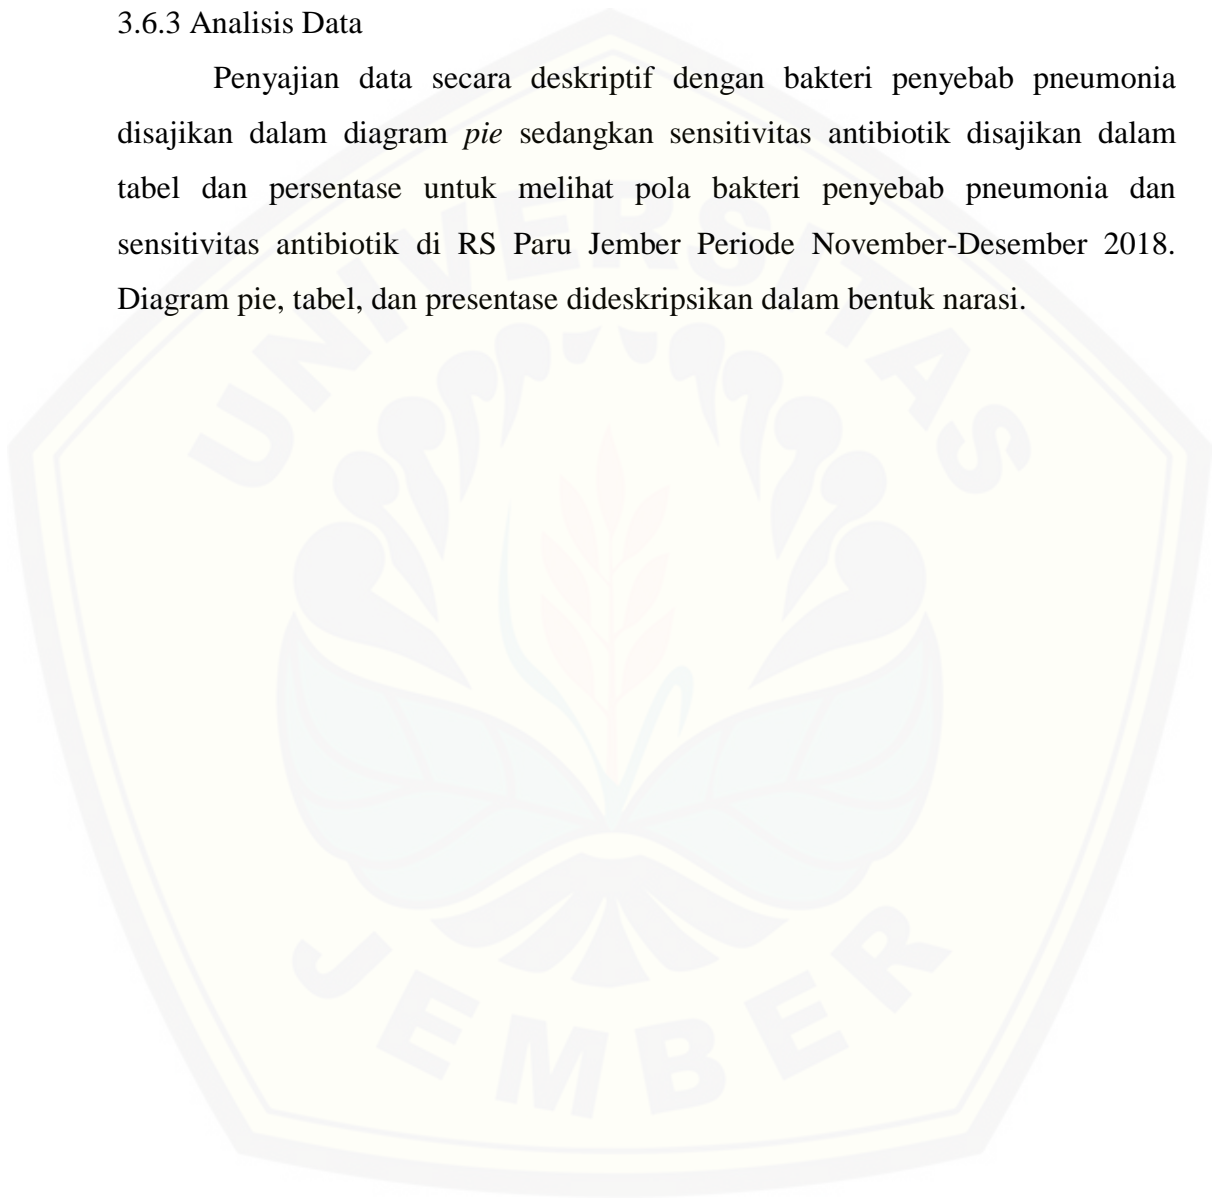 3.6.3 Analisis Data
Penyajian data secara deskriptif dengan bakteri penyebab pneumonia
disajikan dalam diagram pie sedangkan sensitivitas antibiotik disajikan dalam
tabel dan persentase untuk melihat pola bakteri penyebab pneumonia dan
sensitivitas antibiotik di RS Paru Jember Periode November-Desember 2018.
Diagram pie, tabel, dan presentase dideskripsikan dalam bentuk narasi.
UNIVERSITAS
JEMBER